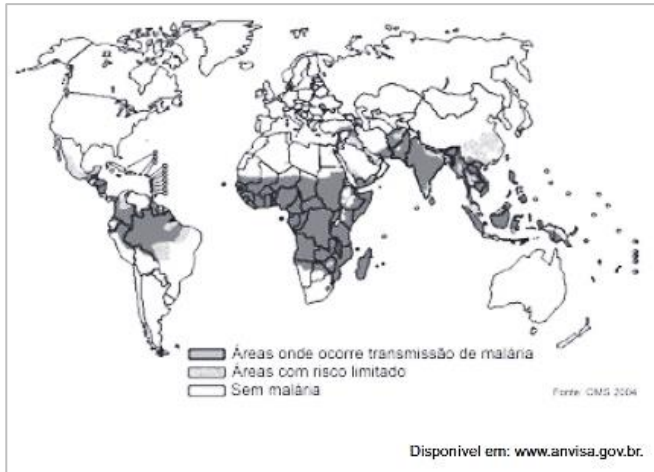 Áreas onde ocorre transmissão de malária
Áreas com risco limitado
Sem malária
Fonte: OMS 2004
Disponível em: www.anvisa.gov.br.